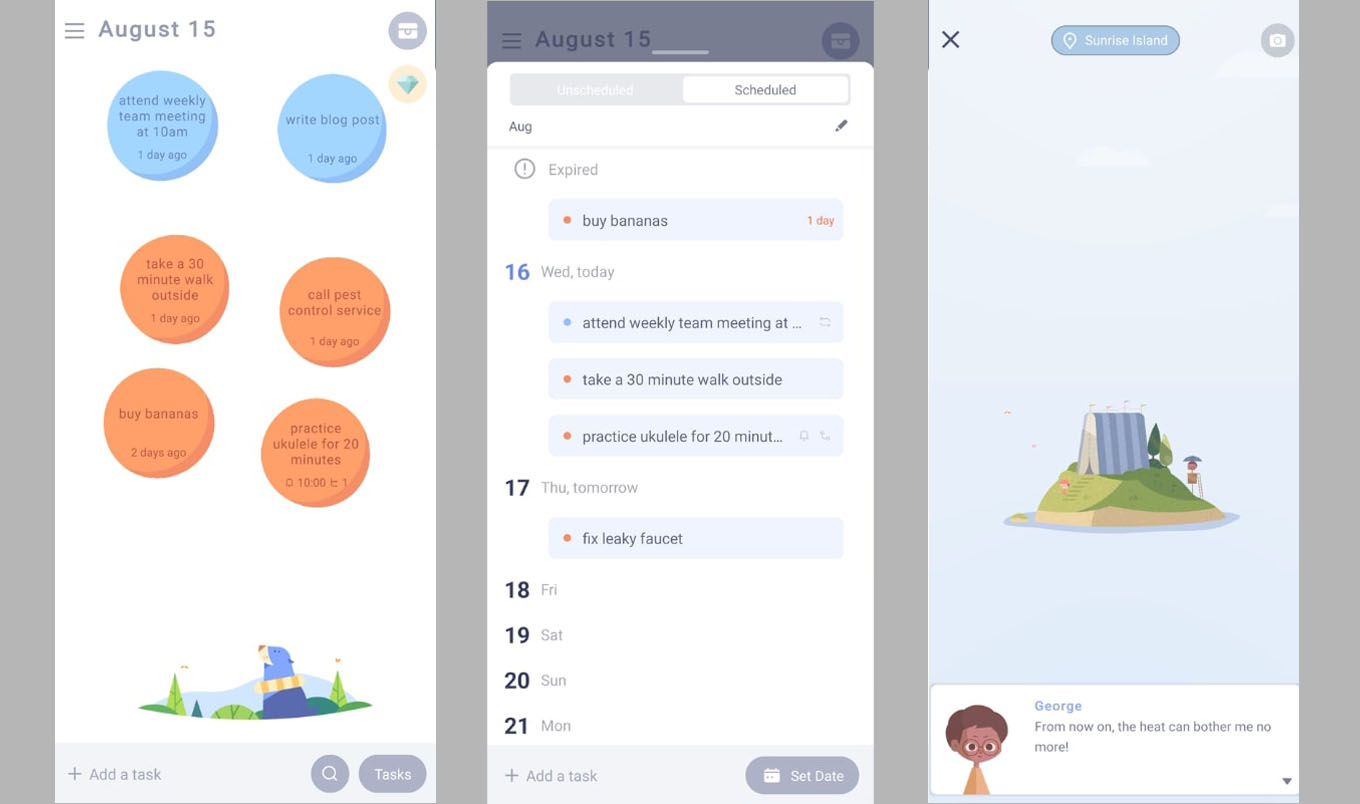 August 15
attend weekly
team meeting
at 10am
1 day ago
write blog post
1 day ago
take a 30
minute walk
outside
1 day ago
call pest
control service
1 day ago
buy bananas
2 days ago
practice
ukulele for 20
minutes
10:00 1
+ Add a task
Tasks
August 15
Unscheduled
Scheduled
Aug
Expired
buy bananas 1 day
16 Wed, today
attend weekly team meeting at ...
take a 30 minute walk outside
practice ukulele for 20 minut...
17 Thu, tomorrow
fix leaky faucet
18 Fri
19 Sat
20 Sun
21 Mon
+ Add a task
Set Date
Sunrise Island
George
From now on, the heat can bother me no
more!